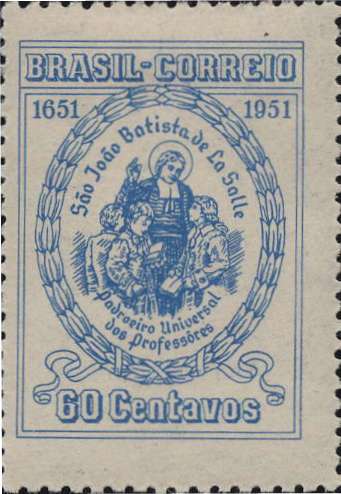 BRASIL-CORREIO
1651 1951
São João Batista de La Salle
Padroeiro Universal
dos Professôres
60 Centavos